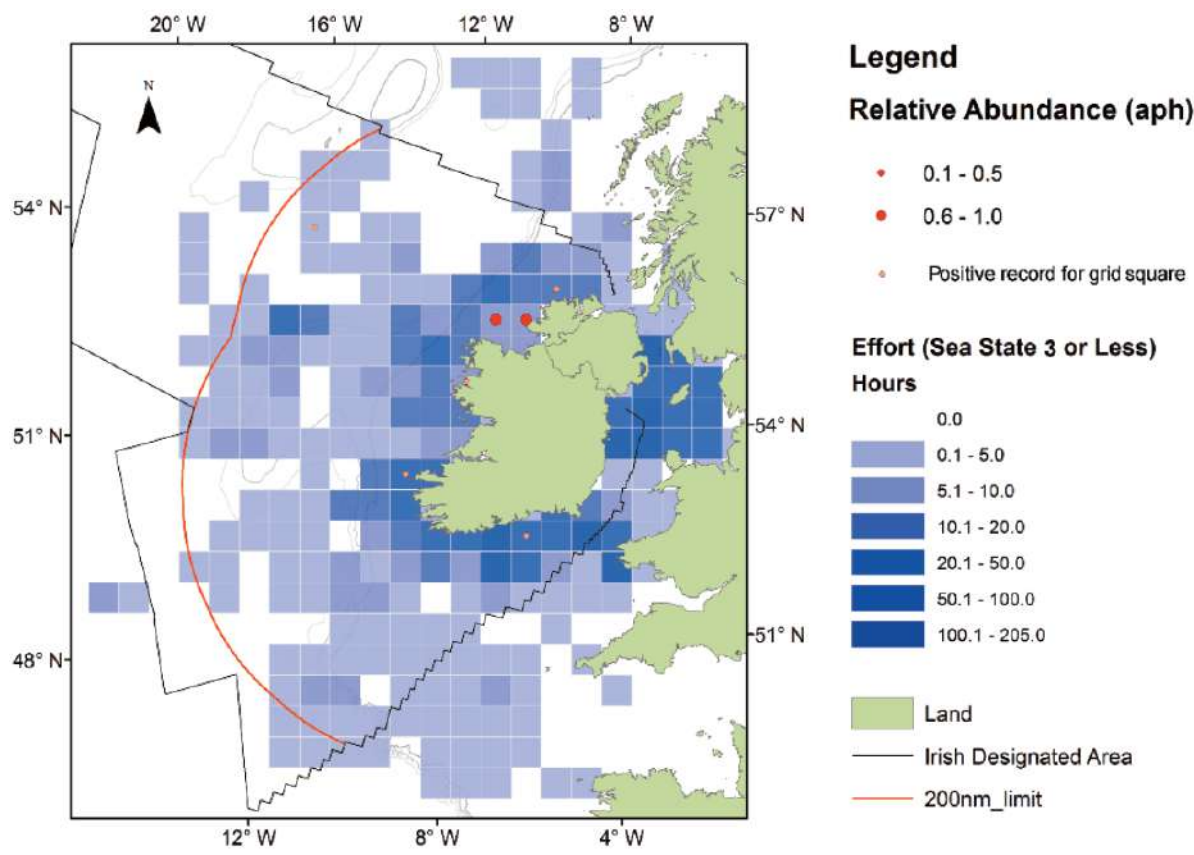 20° W 16° W 12° W 8° W
N
54° N
57° N
51° N
54° N
48° N
51° N
12° W 8° W 4° W
Legend
Relative Abundance (aph)
0.1 - 0.5
0.6 - 1.0
Positive record for grid square
Effort (Sea State 3 or Less)
Hours
0.0
0.1 - 5.0
5.1 - 10.0
10.1 - 20.0
20.1 - 50.0
50.1 - 100.0
100.1 - 205.0
Land
Irish Designated Area
200nm_limit